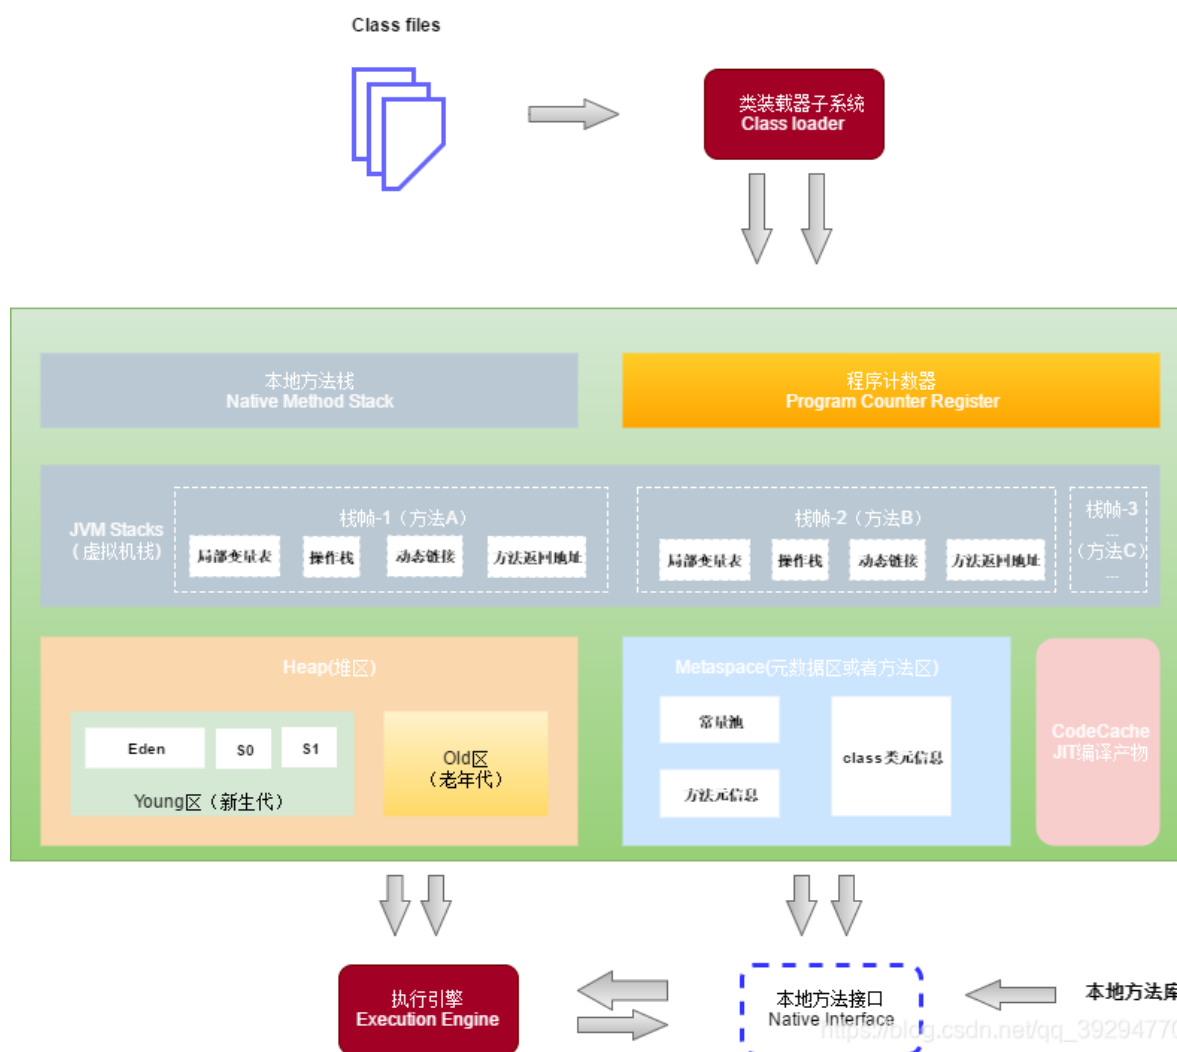 Class files
类装载器子系统
Class loader
本地方法栈
Native Method Stack
程序计数器
Program Counter Register
JVM Stacks
（虚拟机栈）
栈帧-1（方法A）
局部变量表
操作栈
动态链接
方法返回地址
栈帧-2（方法B）
局部变量表
操作栈
动态链接
方法返回地址
栈帧-3
...
（方法C）
...
Heap(堆区)
Eden
S0
S1
Young区（新生代）
Old区
（老年代）
Metaspace(元数据区或者方法区)
常量池
方法元信息
class类元信息
CodeCache
JIT编译产物
执行引擎
Execution Engine
本地方法接口
Native Interface
本地方法库
https://blog.csdn.net/qq_39294770